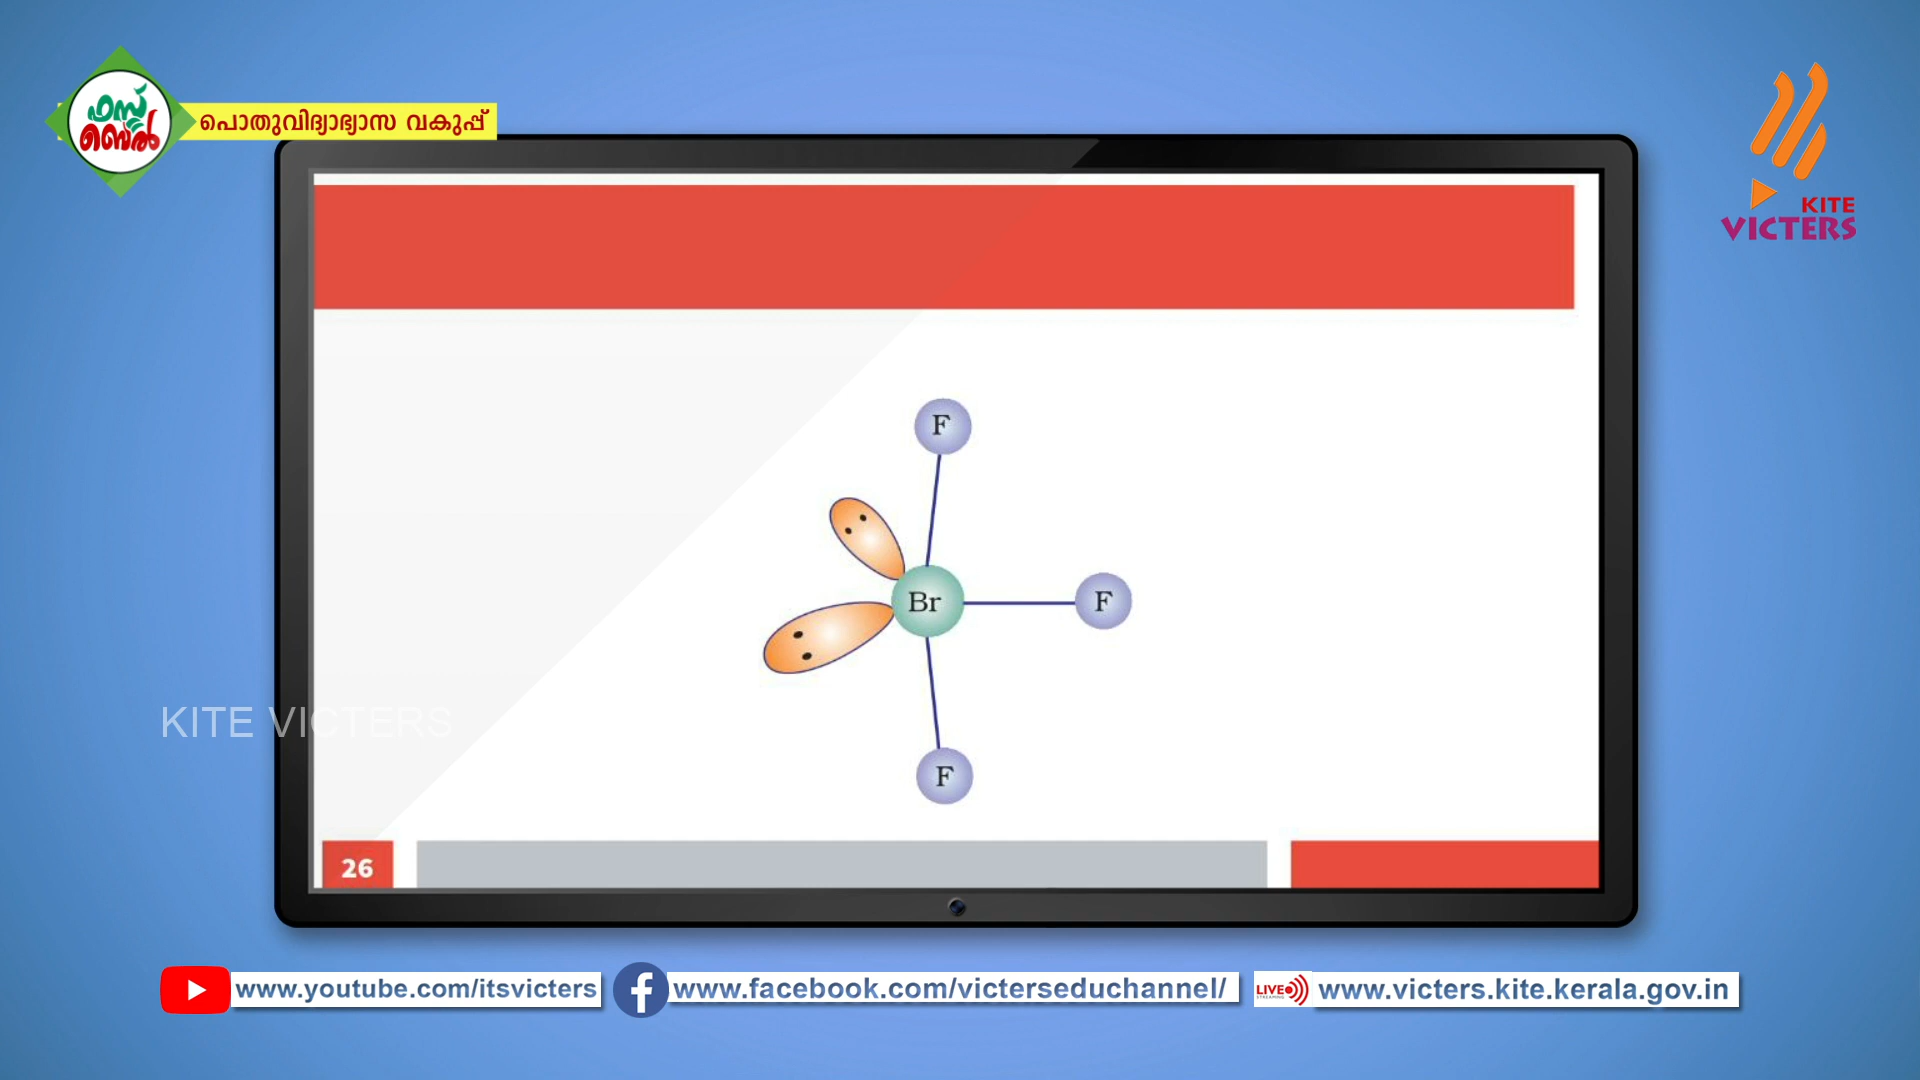 ഫസ്റ്റ്
ബെൽ
പൊതുവിദ്യാഭ്യാസ വകുപ്പ്
KITE
VICTERS
F
Br
F
F
KITE VICTERS
26
www.youtube.com/itsvicters
www.facebook.com/victerseduchannel/
LIVE
STREAMING
www.victers.kite.kerala.gov.in